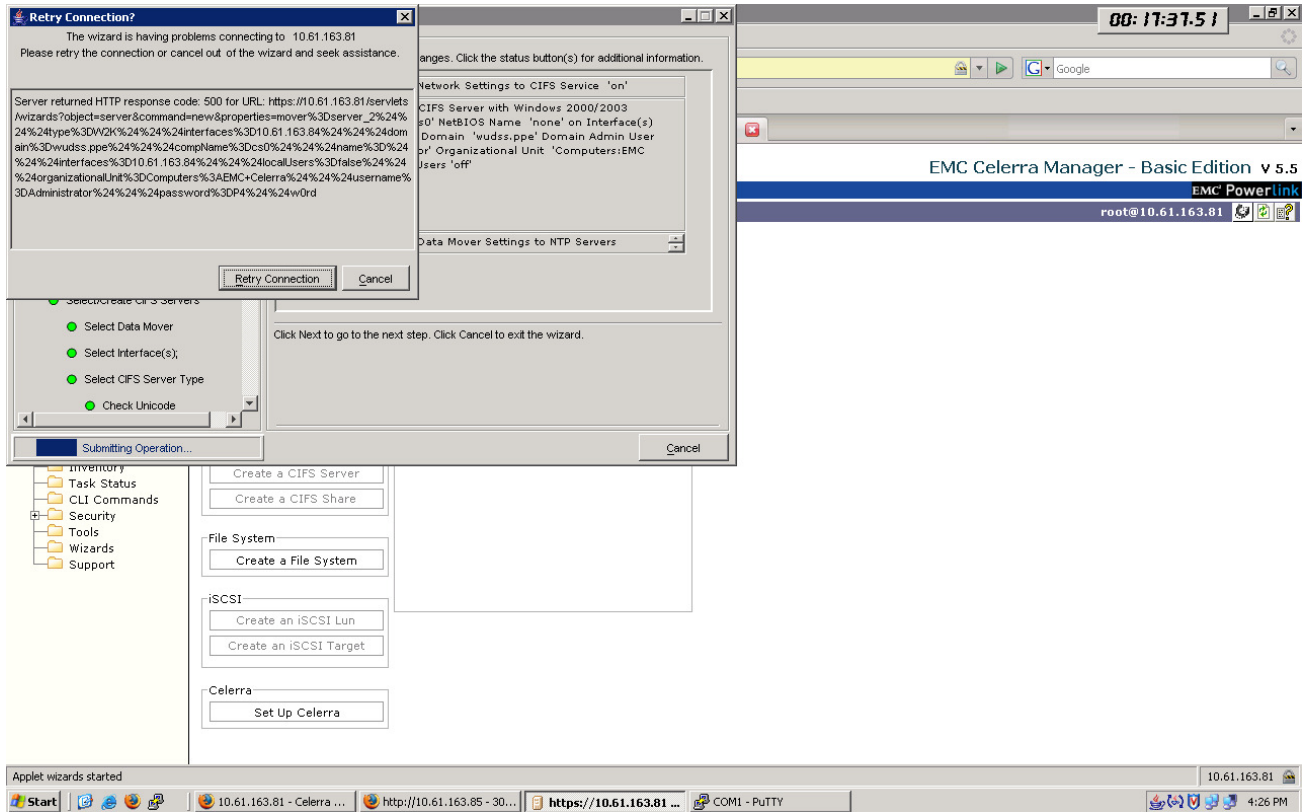 Retry Connection?
The wizard is having problems connecting to 10.61.163.81
Please retry the connection or cancel out of the wizard and seek assistance.
Server returned HTTP response code: 500 for URL: https://10.61.163.81/servlets
/wizards?object=server&command=new&properties=mover%3Dserver_2%24%
24%24type%3DW2K%24%24%24interfaces%3D10.61.163.84%24%24%24dom
ain%3Dwudss.ppe%24%24%24compName%3Dcs0%24%24%24name%3D%24
%24%24interfaces%3D10.61.163.84%24%24%24localUsers%3Dfalse%24%24
%24organizationalUnit%3DComputers%3AEMC+Celerra%24%24%24username%
3DAdministrator%24%24%24password%3DP4%24%24w0rd
Retry Connection
Cancel
anges. Click the status button(s) for additional information.
Network Settings to CIFS Service 'on'
CIFS Server with Windows 2000/2003
s0' NetBIOS Name 'none' on Interface(s)
Domain 'wudss.ppe' Domain Admin User
or' Organizational Unit 'Computers:EMC
Users 'off'
Data Mover Settings to NTP Servers
Select/Create CIFS Servers
Select Data Mover
Select Interface(s);
Select CIFS Server Type
Check Unicode
Click Next to go to the next step. Click Cancel to exit the wizard.
Submitting Operation...
Cancel
00:17:37.51
G
Google
EMC Celerra Manager - Basic Edition v 5.5
EMC² Powerlink
root@10.61.163.81
Inventory
Task Status
CLI Commands
Security
Tools
Wizards
Support
Create a CIFS Server
Create a CIFS Share
File System
Create a File System
iSCSI
Create an iSCSI Lun
Create an iSCSI Target
Celerra
Set Up Celerra
Applet wizards started
10.61.163.81
Start
10.61.163.81 - Celerra ...
http://10.61.163.85 - 30...
https://10.61.163.81 ...
COM1 - PuTTY
4:26 PM